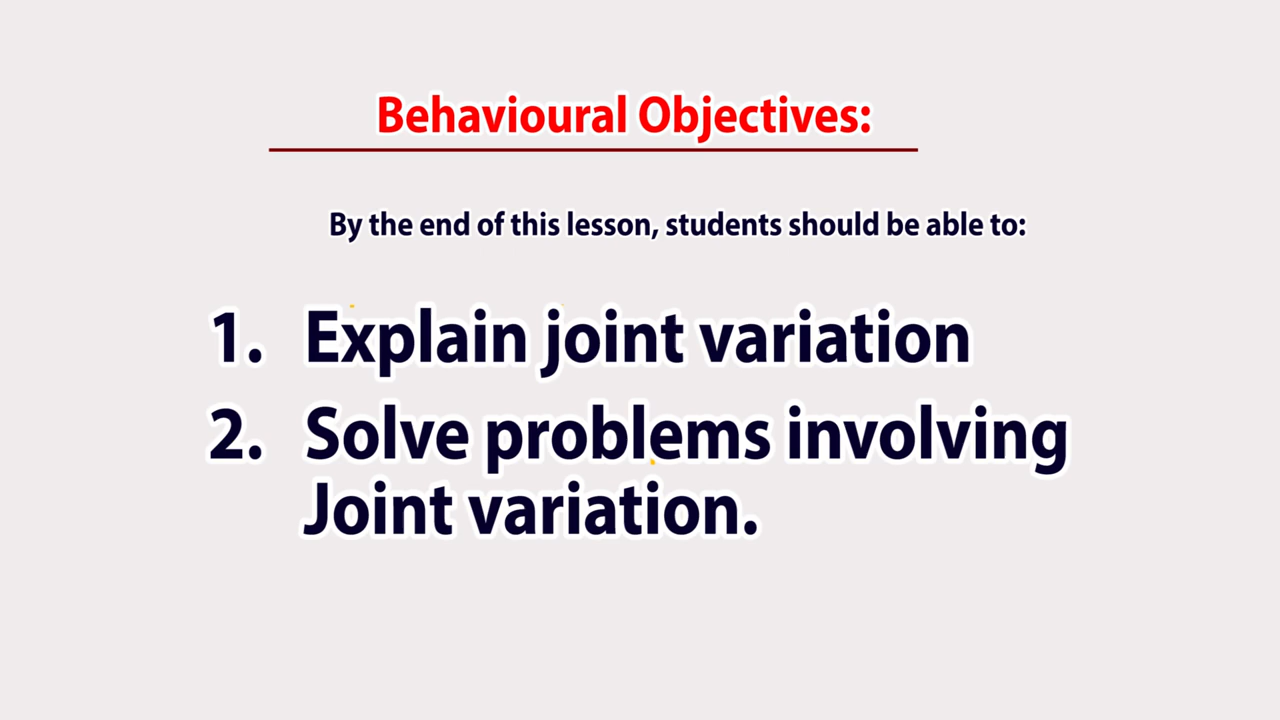 Behavioural Objectives:
By the end of this lesson, students should be able to:
1. Explain joint variation
2. Solve problems involving
Joint variation.